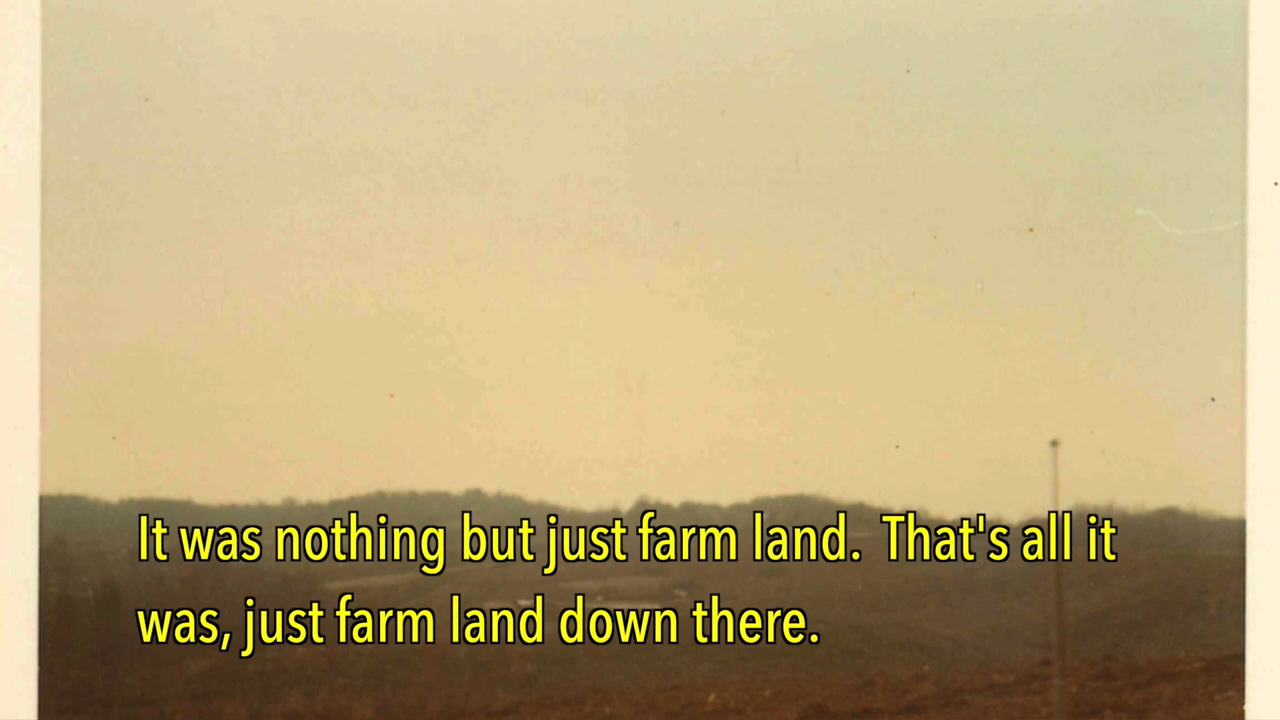 It was nothing but just farm land.  That's all it
was, just farm land down there.